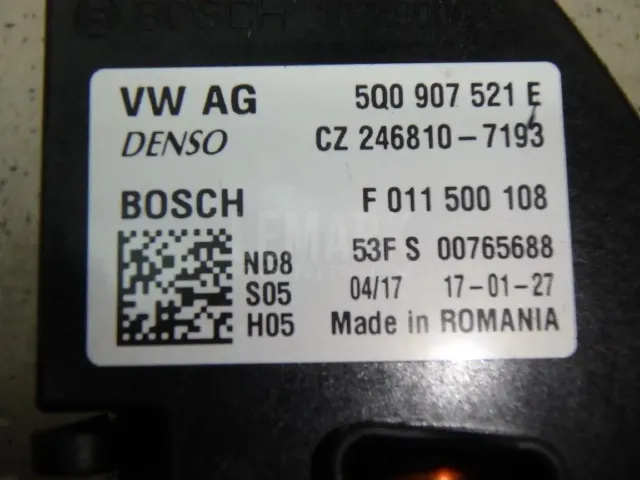 BOSCH
VW AG 5Q0 907 521 E
DENSO CZ 246810-7193
BOSCH F 011 500 108
ND8 53F S 00765688
S05 04/17 17-01-27
H05 Made in ROMANIA